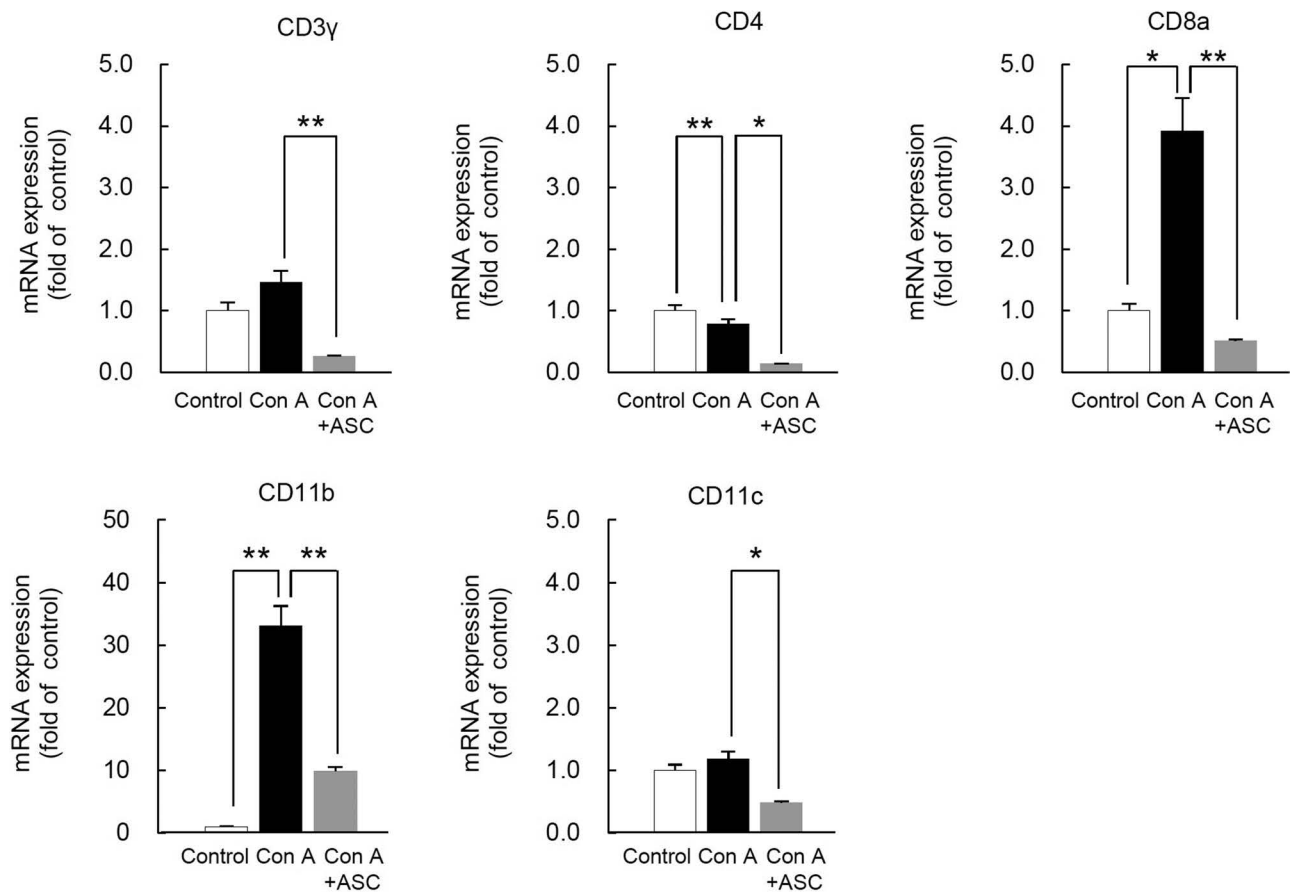 CD3γ
5.0
4.0
3.0
2.0
1.0
0.0
mRNA expression
(fold of control)
**
Control Con A Con A
+ASC
CD4
5.0
4.0
3.0
2.0
1.0
0.0
mRNA expression
(fold of control)
** *
Control Con A Con A
+ASC
CD8a
5.0
4.0
3.0
2.0
1.0
0.0
mRNA expression
(fold of control)
* **
Control Con A Con A
+ASC
CD11b
50
40
30
20
10
0
mRNA expression
(fold of control)
** **
Control Con A Con A
+ASC
CD11c
5.0
4.0
3.0
2.0
1.0
0.0
mRNA expression
(fold of control)
*
Control Con A Con A
+ASC